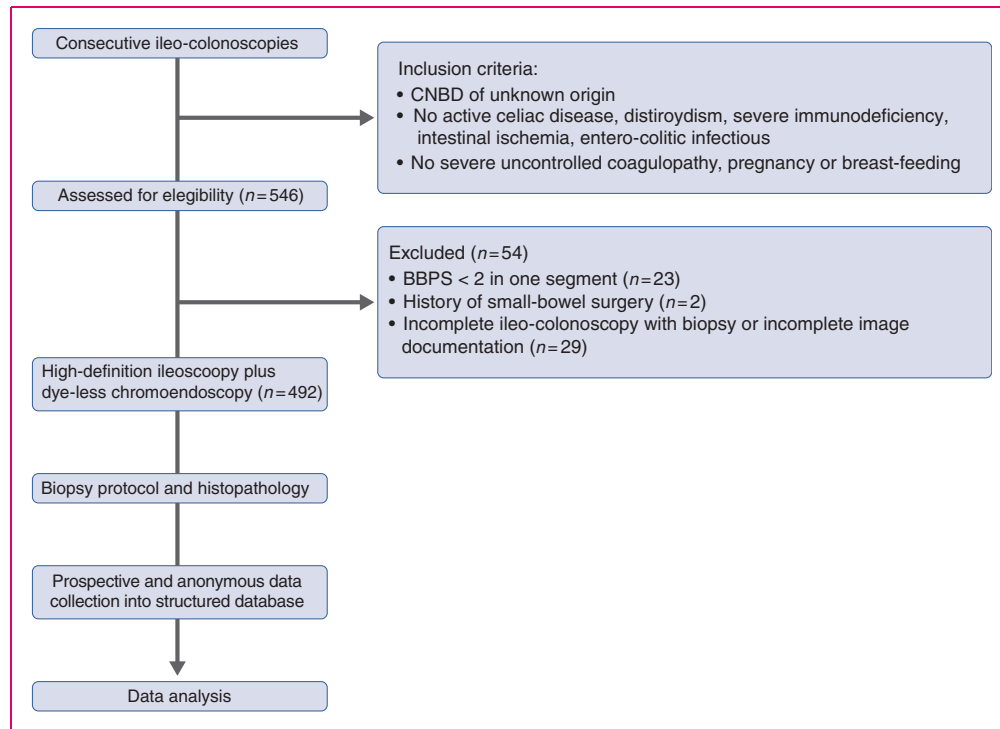 Consecutive ileo-colonoscopies
Inclusion criteria:
• CNBD of unknown origin
• No active celiac disease, distiroydism, severe immunodeficiency,
intestinal ischemia, entero-colitic infectious
• No severe uncontrolled coagulopathy, pregnancy or breast-feeding
Assessed for elegibility (n=546)
Excluded (n=54)
• BBPS < 2 in one segment (n=23)
• History of small-bowel surgery (n=2)
• Incomplete ileo-colonoscopy with biopsy or incomplete image
documentation (n=29)
High-definition ileoscoopy plus
dye-less chromoendoscopy (n=492)
Biopsy protocol and histopathology
Prospective and anonymous data
collection into structured database
Data analysis